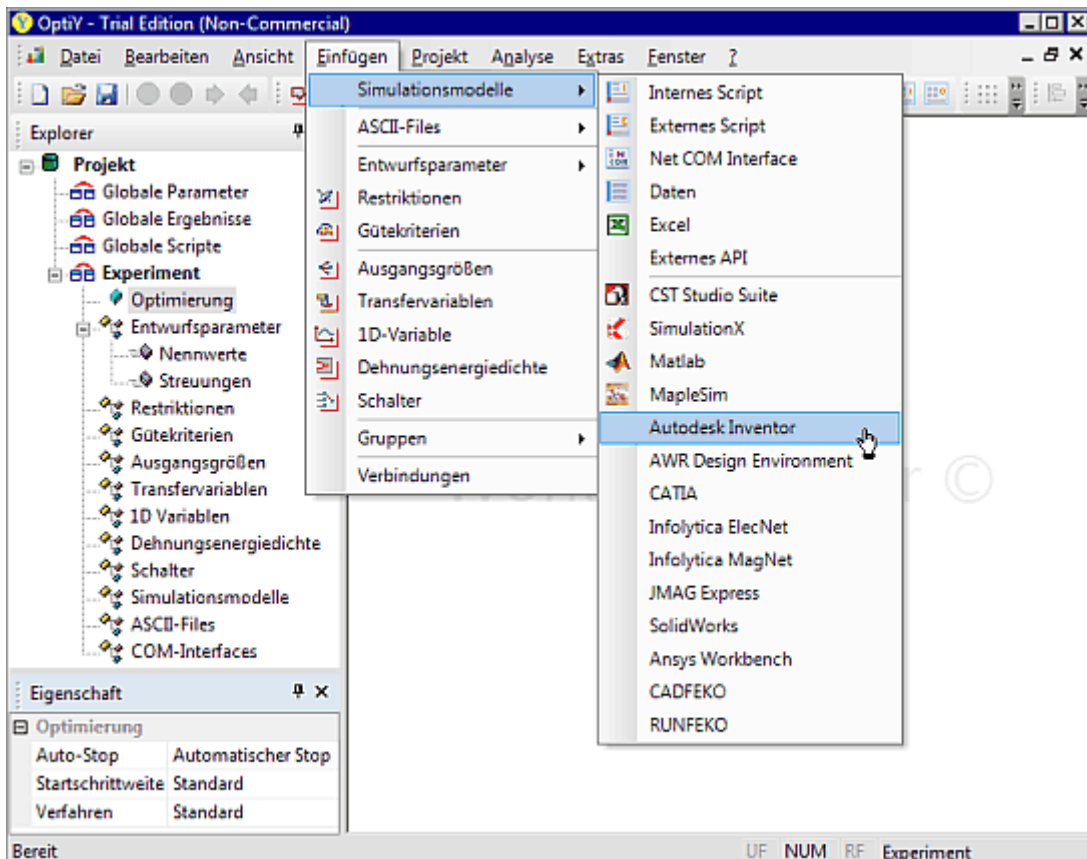 OptiY - Trial Edition (Non-Commercial)
Datei Bearbeiten Ansicht Einfügen Projekt Analyse Extras Fenster ?
Explorer
Projekt
Globale Parameter
Globale Ergebnisse
Globale Scripte
Experiment
Optimierung
Entwurfsparameter
Nennwerte
Streuungen
Restriktionen
Gütekriterien
Ausgangsgrößen
Transfervariablen
1D Variablen
Dehnungsenergiedichte
Schalter
Simulationsmodelle
ASCII-Files
COM-Interfaces
Eigenschaft
Optimierung
Auto-Stop Automatischer Stop
Startschrittweite Standard
Verfahren Standard
Simulationsmodelle
ASCII-Files
Entwurfsparameter
Restriktionen
Gütekriterien
Ausgangsgrößen
Transfervariablen
1D-Variable
Dehnungsenergiedichte
Schalter
Gruppen
Verbindungen
Internes Script
Externes Script
Net COM Interface
Daten
Excel
Externes API
CST Studio Suite
SimulationX
Matlab
MapleSim
Autodesk Inventor
AWR Design Environment
CATIA
Infolytica ElecNet
Infolytica MagNet
JMAG Express
SolidWorks
Ansys Workbench
CADFEKO
RUNFEKO
r ©
Bereit UF NUM RF Experiment